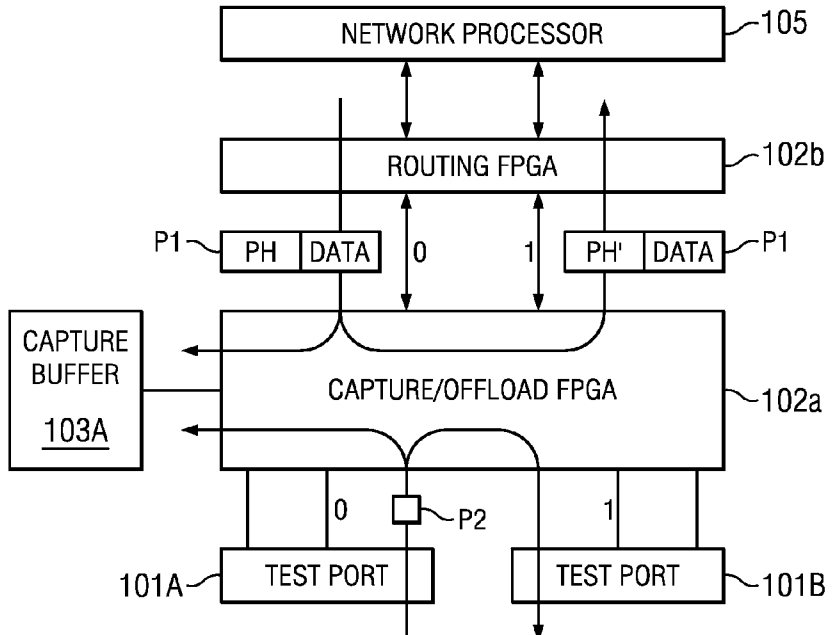 NETWORK PROCESSOR
105
ROUTING FPGA
102b
P1
PH
DATA
0
1
PH'
DATA
P1
CAPTURE
BUFFER
103A
CAPTURE/OFFLOAD FPGA
102a
0
P2
1
101A
TEST PORT
TEST PORT
101B